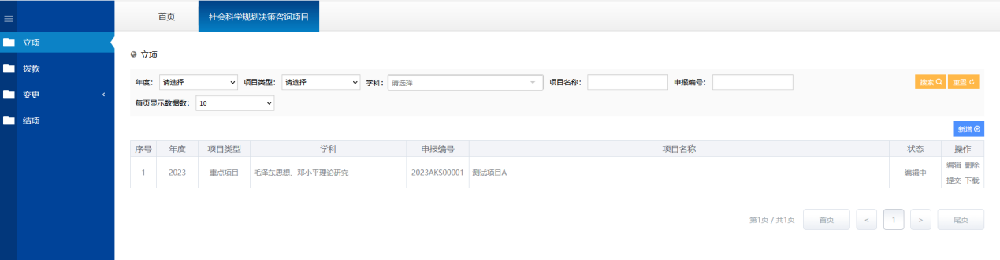 首页 社会科学规划决策咨询项目
立项
拨款
变更
结项
立项
年度： 请选择 项目类型： 请选择 学科： 请选择 项目名称： 申报编号： 搜索 重置
每页显示数据数： 10
新增
序号 年度 项目类型 学科 申报编号 项目名称 状态 操作
1 2023 重点项目 毛泽东思想、邓小平理论研究 2023AKS00001 测试项目A 编辑中 编辑 删除
提交 下载
第1页 / 共1页 首页 < 1 > 尾页